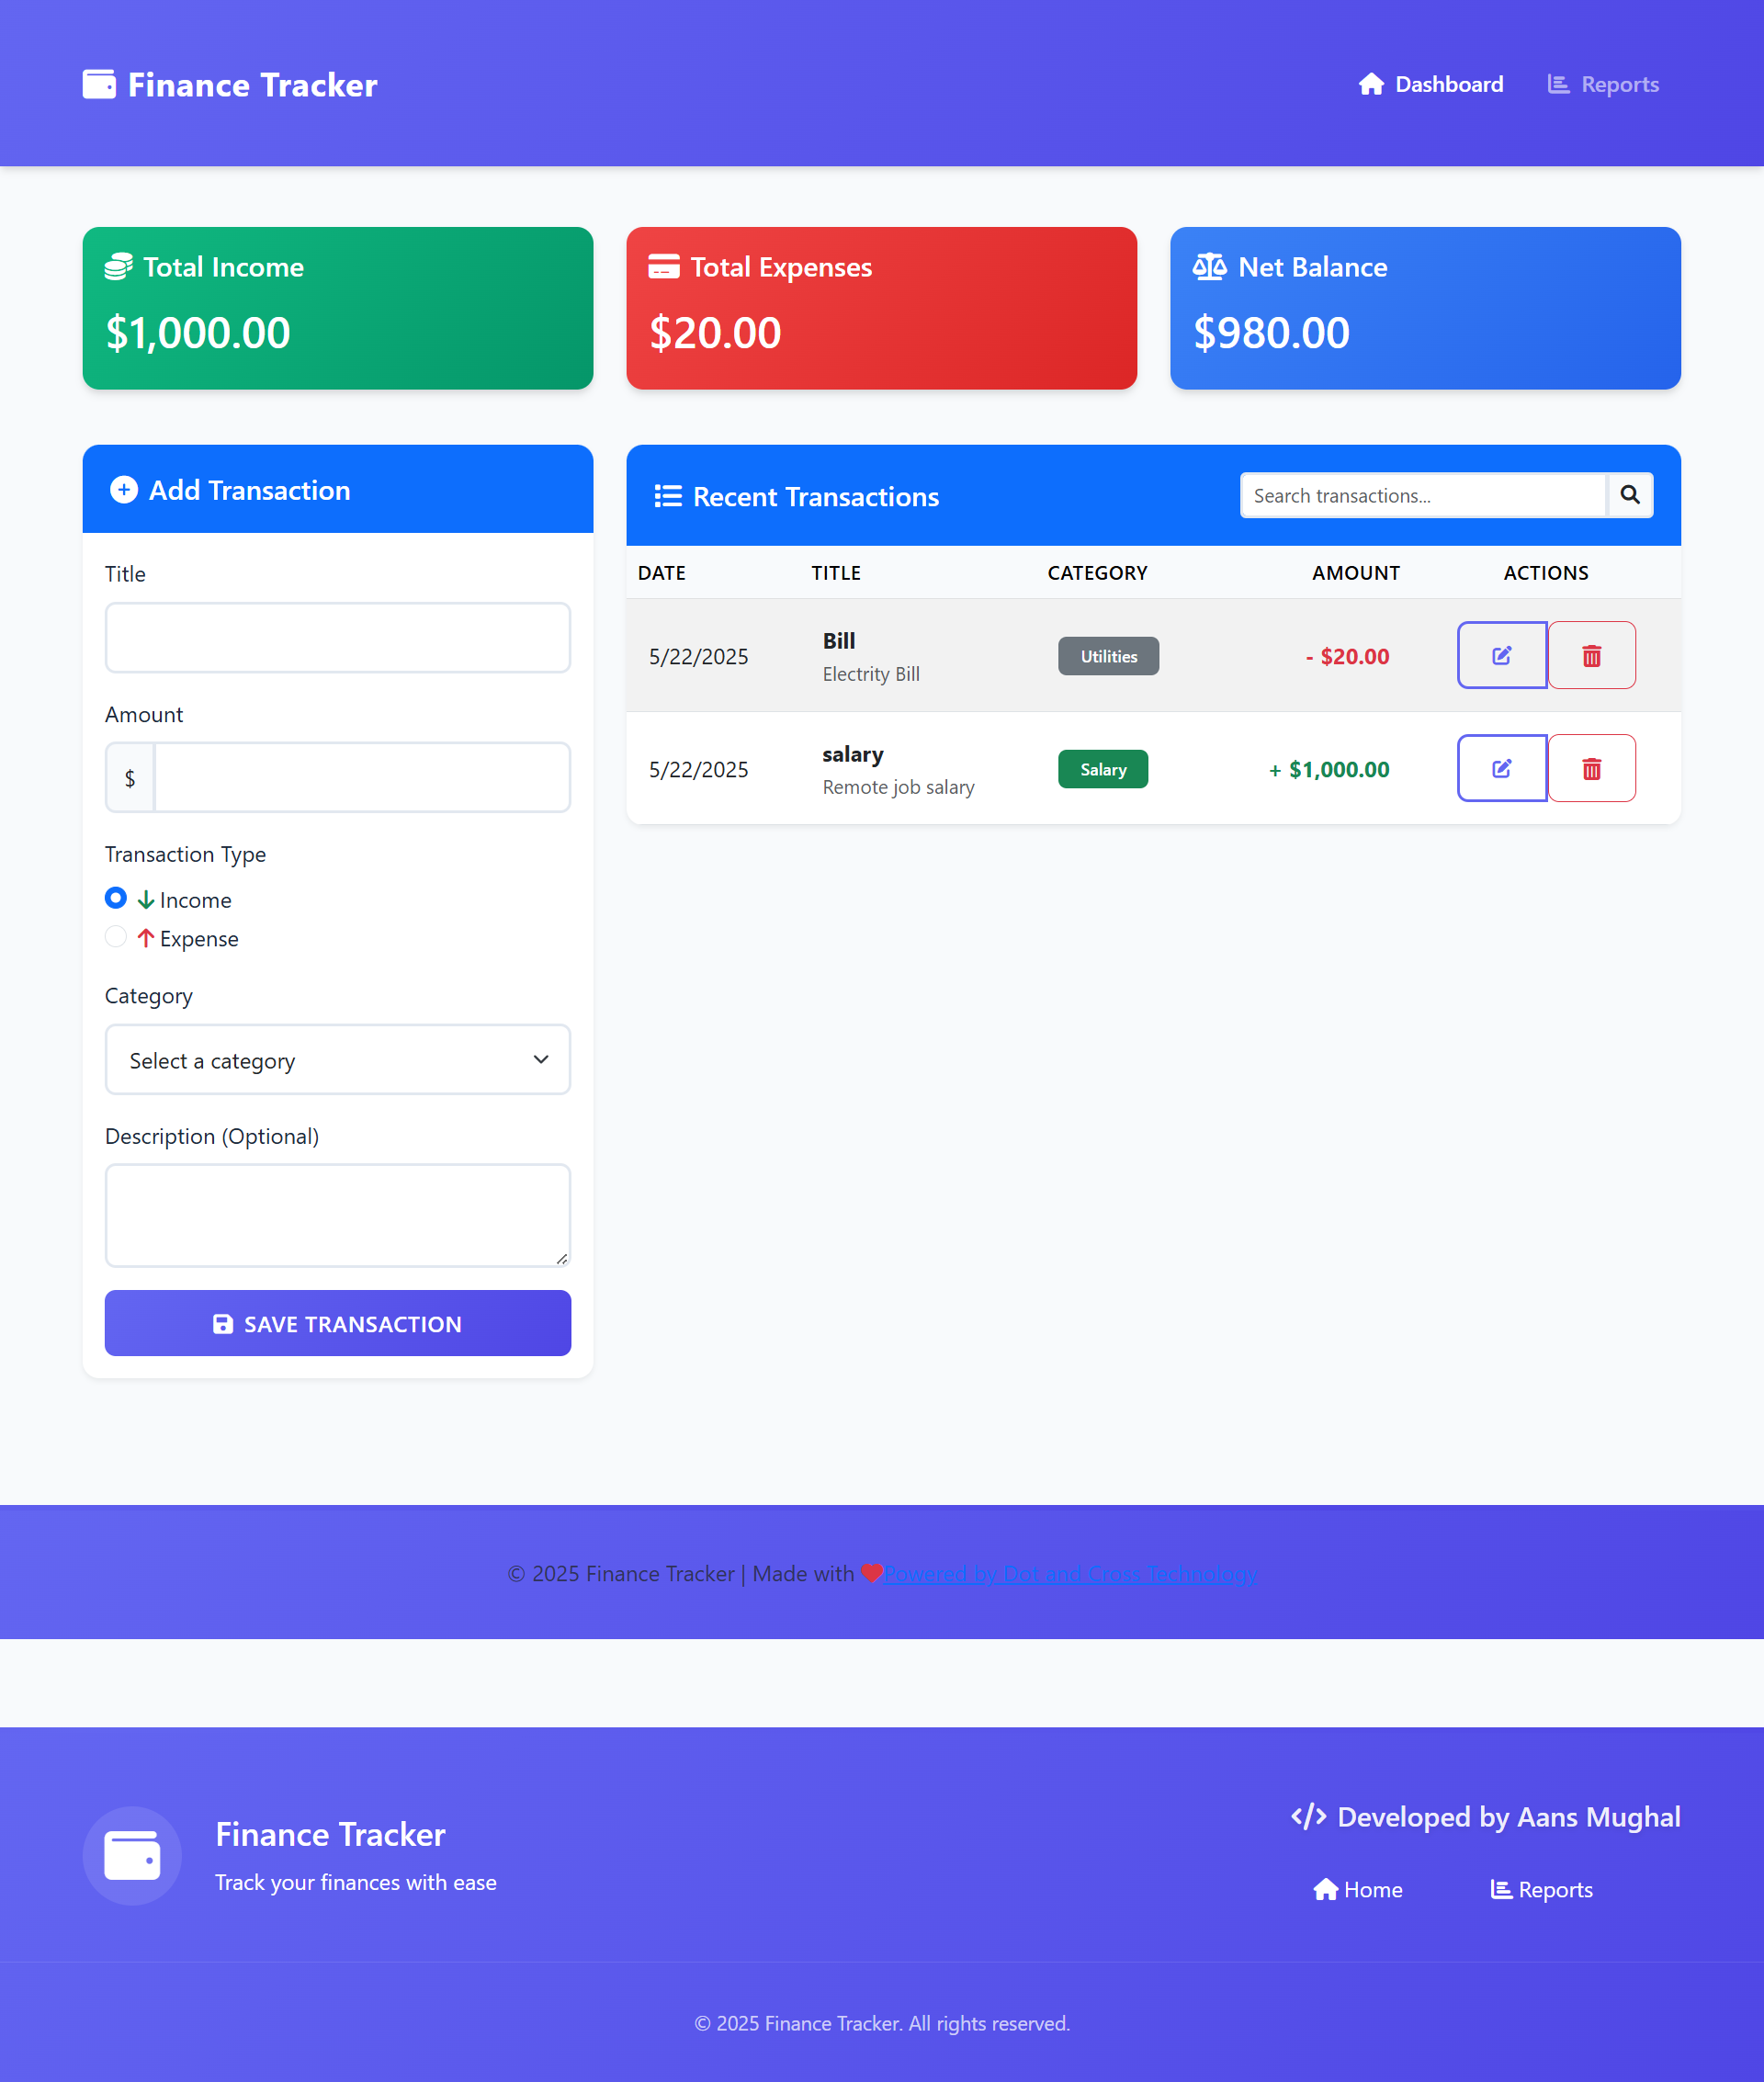 Finance Tracker
Dashboard
Reports
Total Income
$1,000.00
Total Expenses
$20.00
Net Balance
$980.00
Add Transaction
Title
Amount
$
Transaction Type
Income
Expense
Category
Select a category
Description (Optional)
SAVE TRANSACTION
Recent Transactions
Search transactions...
DATE TITLE CATEGORY AMOUNT ACTIONS
5/22/2025 Bill Utilities - $20.00
Electrity Bill
5/22/2025 salary Salary + $1,000.00
Remote job salary
© 2025 Finance Tracker | Made with Powered by Dot and Cross Technology
Finance Tracker
Track your finances with ease
Developed by Aans Mughal
Home
Reports
© 2025 Finance Tracker. All rights reserved.